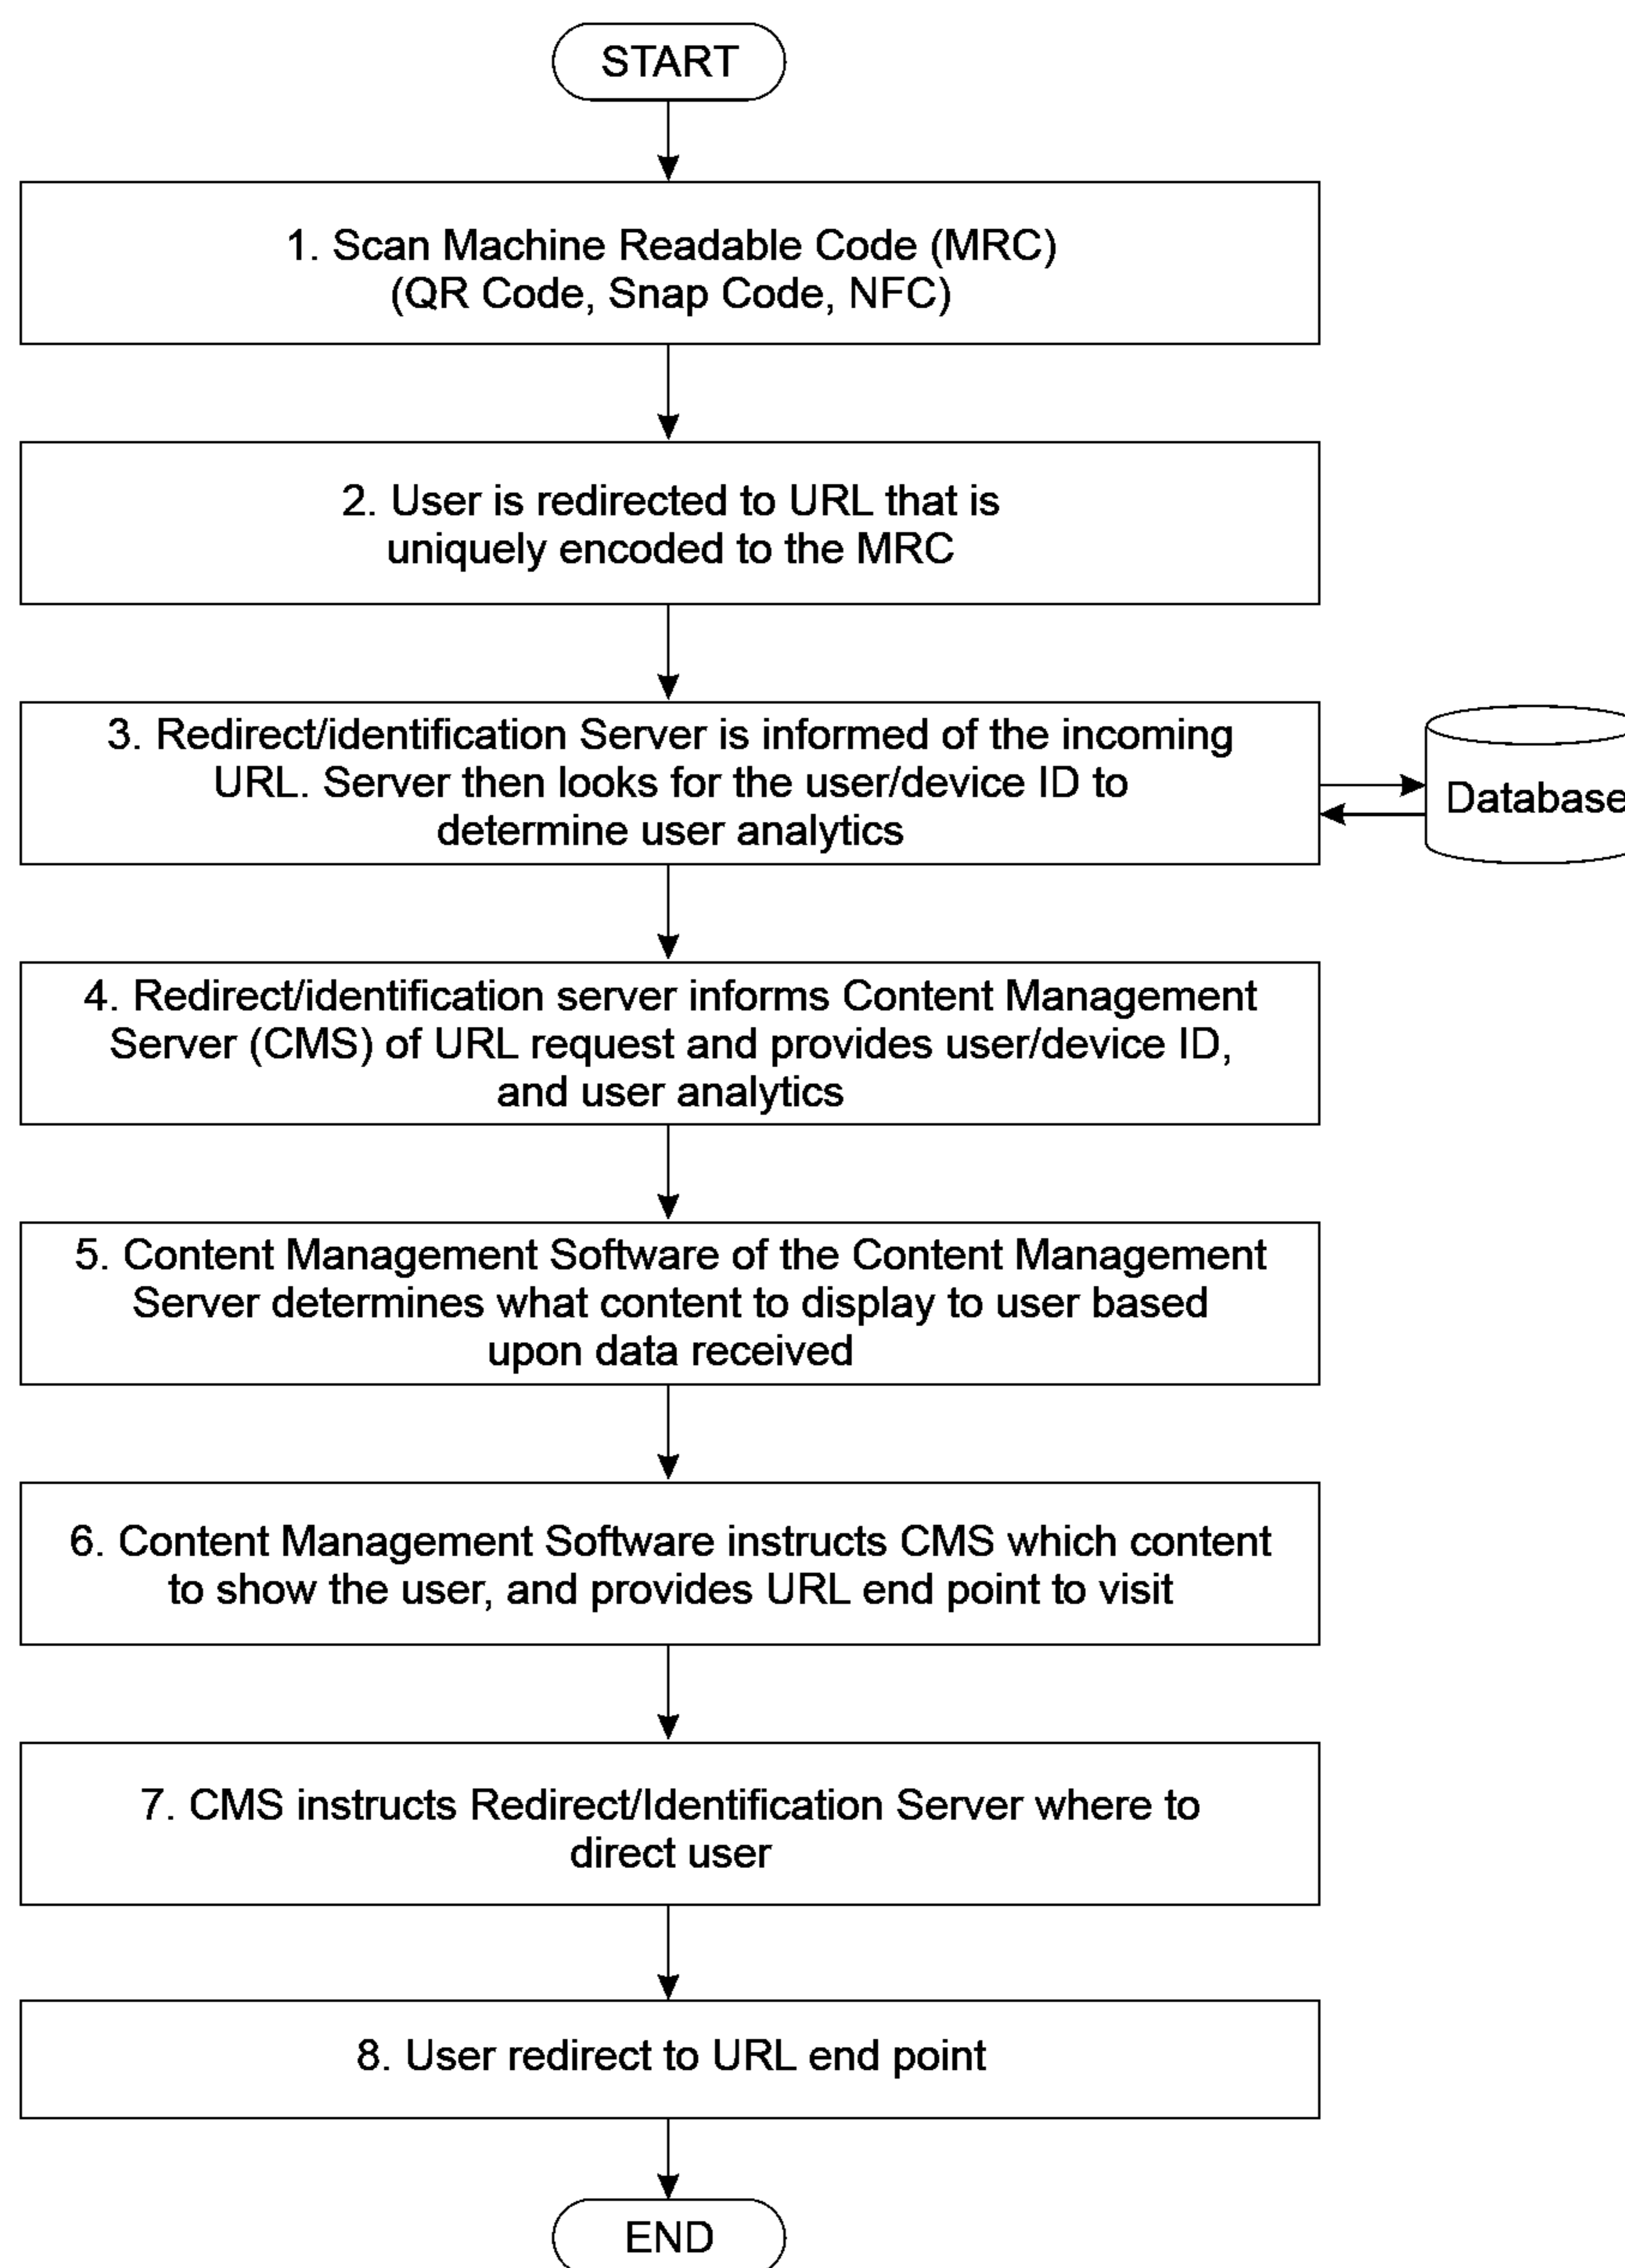 START
1. Scan Machine Readable Code (MRC)
(QR Code, Snap Code, NFC)
2. User is redirected to URL that is
uniquely encoded to the MRC
3. Redirect/identification Server is informed of the incoming
URL. Server then looks for the user/device ID to
determine user analytics
Database
4. Redirect/identification server informs Content Management
Server (CMS) of URL request and provides user/device ID,
and user analytics
5. Content Management Software of the Content Management
Server determines what content to display to user based
upon data received
6. Content Management Software instructs CMS which content
to show the user, and provides URL end point to visit
7. CMS instructs Redirect/Identification Server where to
direct user
8. User redirect to URL end point
END